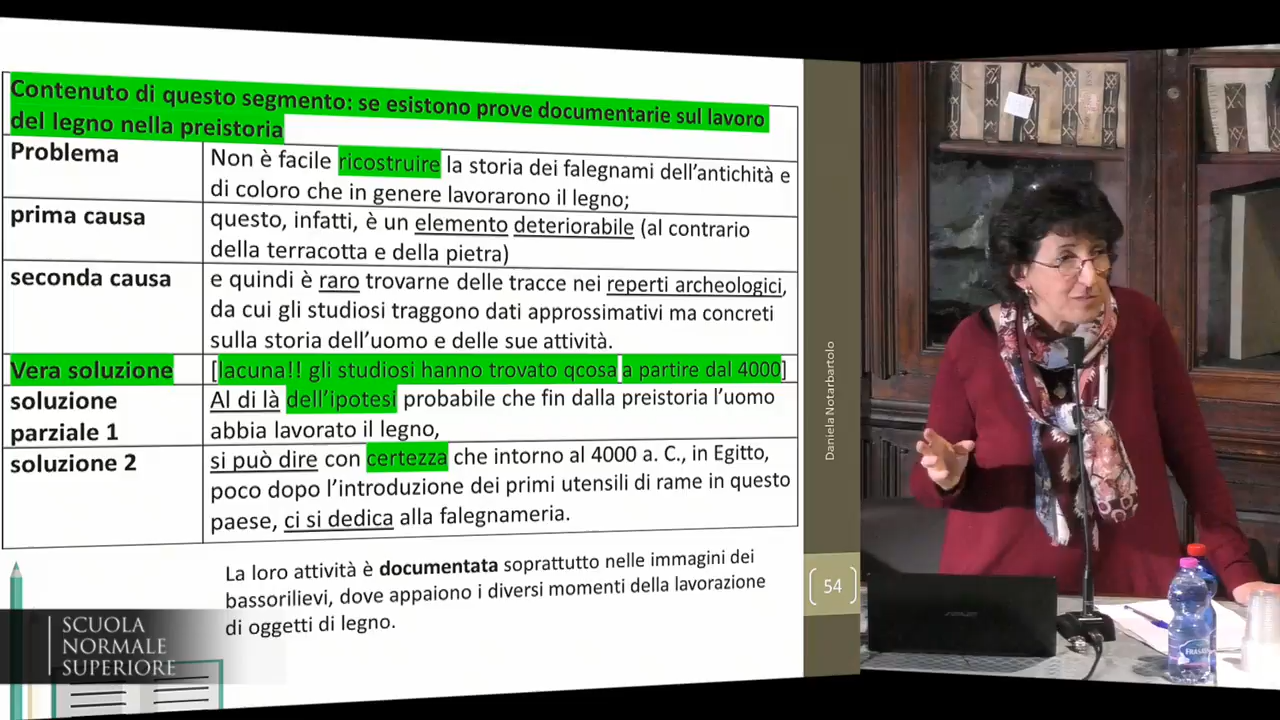 Contenuto di questo segmento: se esistono prove documentarie sul lavoro
del legno nella preistoria
Problema
Non è facile ricostruire la storia dei falegnami dell'antichità e
di coloro che in genere lavorarono il legno;
prima causa
questo, infatti, è un elemento deteriorabile (al contrario
della terracotta e della pietra)
seconda causa
e quindi è raro trovarne delle tracce nei reperti archeologici,
da cui gli studiosi traggono dati approssimativi ma concreti
sulla storia dell'uomo e delle sue attività.
Vera soluzione
[lacuna!! gli studiosi hanno trovato qcosa a partire dal 4000]
soluzione
parziale 1
Al di là dell'ipotesi probabile che fin dalla preistoria l'uomo
abbia lavorato il legno,
soluzione 2
si può dire con certezza che intorno al 4000 a. C., in Egitto,
poco dopo l'introduzione dei primi utensili di rame in questo
paese, ci si dedica alla falegnameria.
La loro attività è documentata soprattutto nelle immagini dei
bassorilievi, dove appaiono i diversi momenti della lavorazione
di oggetti di legno.
Daniela Notarbartolo
54
SCUOLA
NORMALE
SUPERIORE